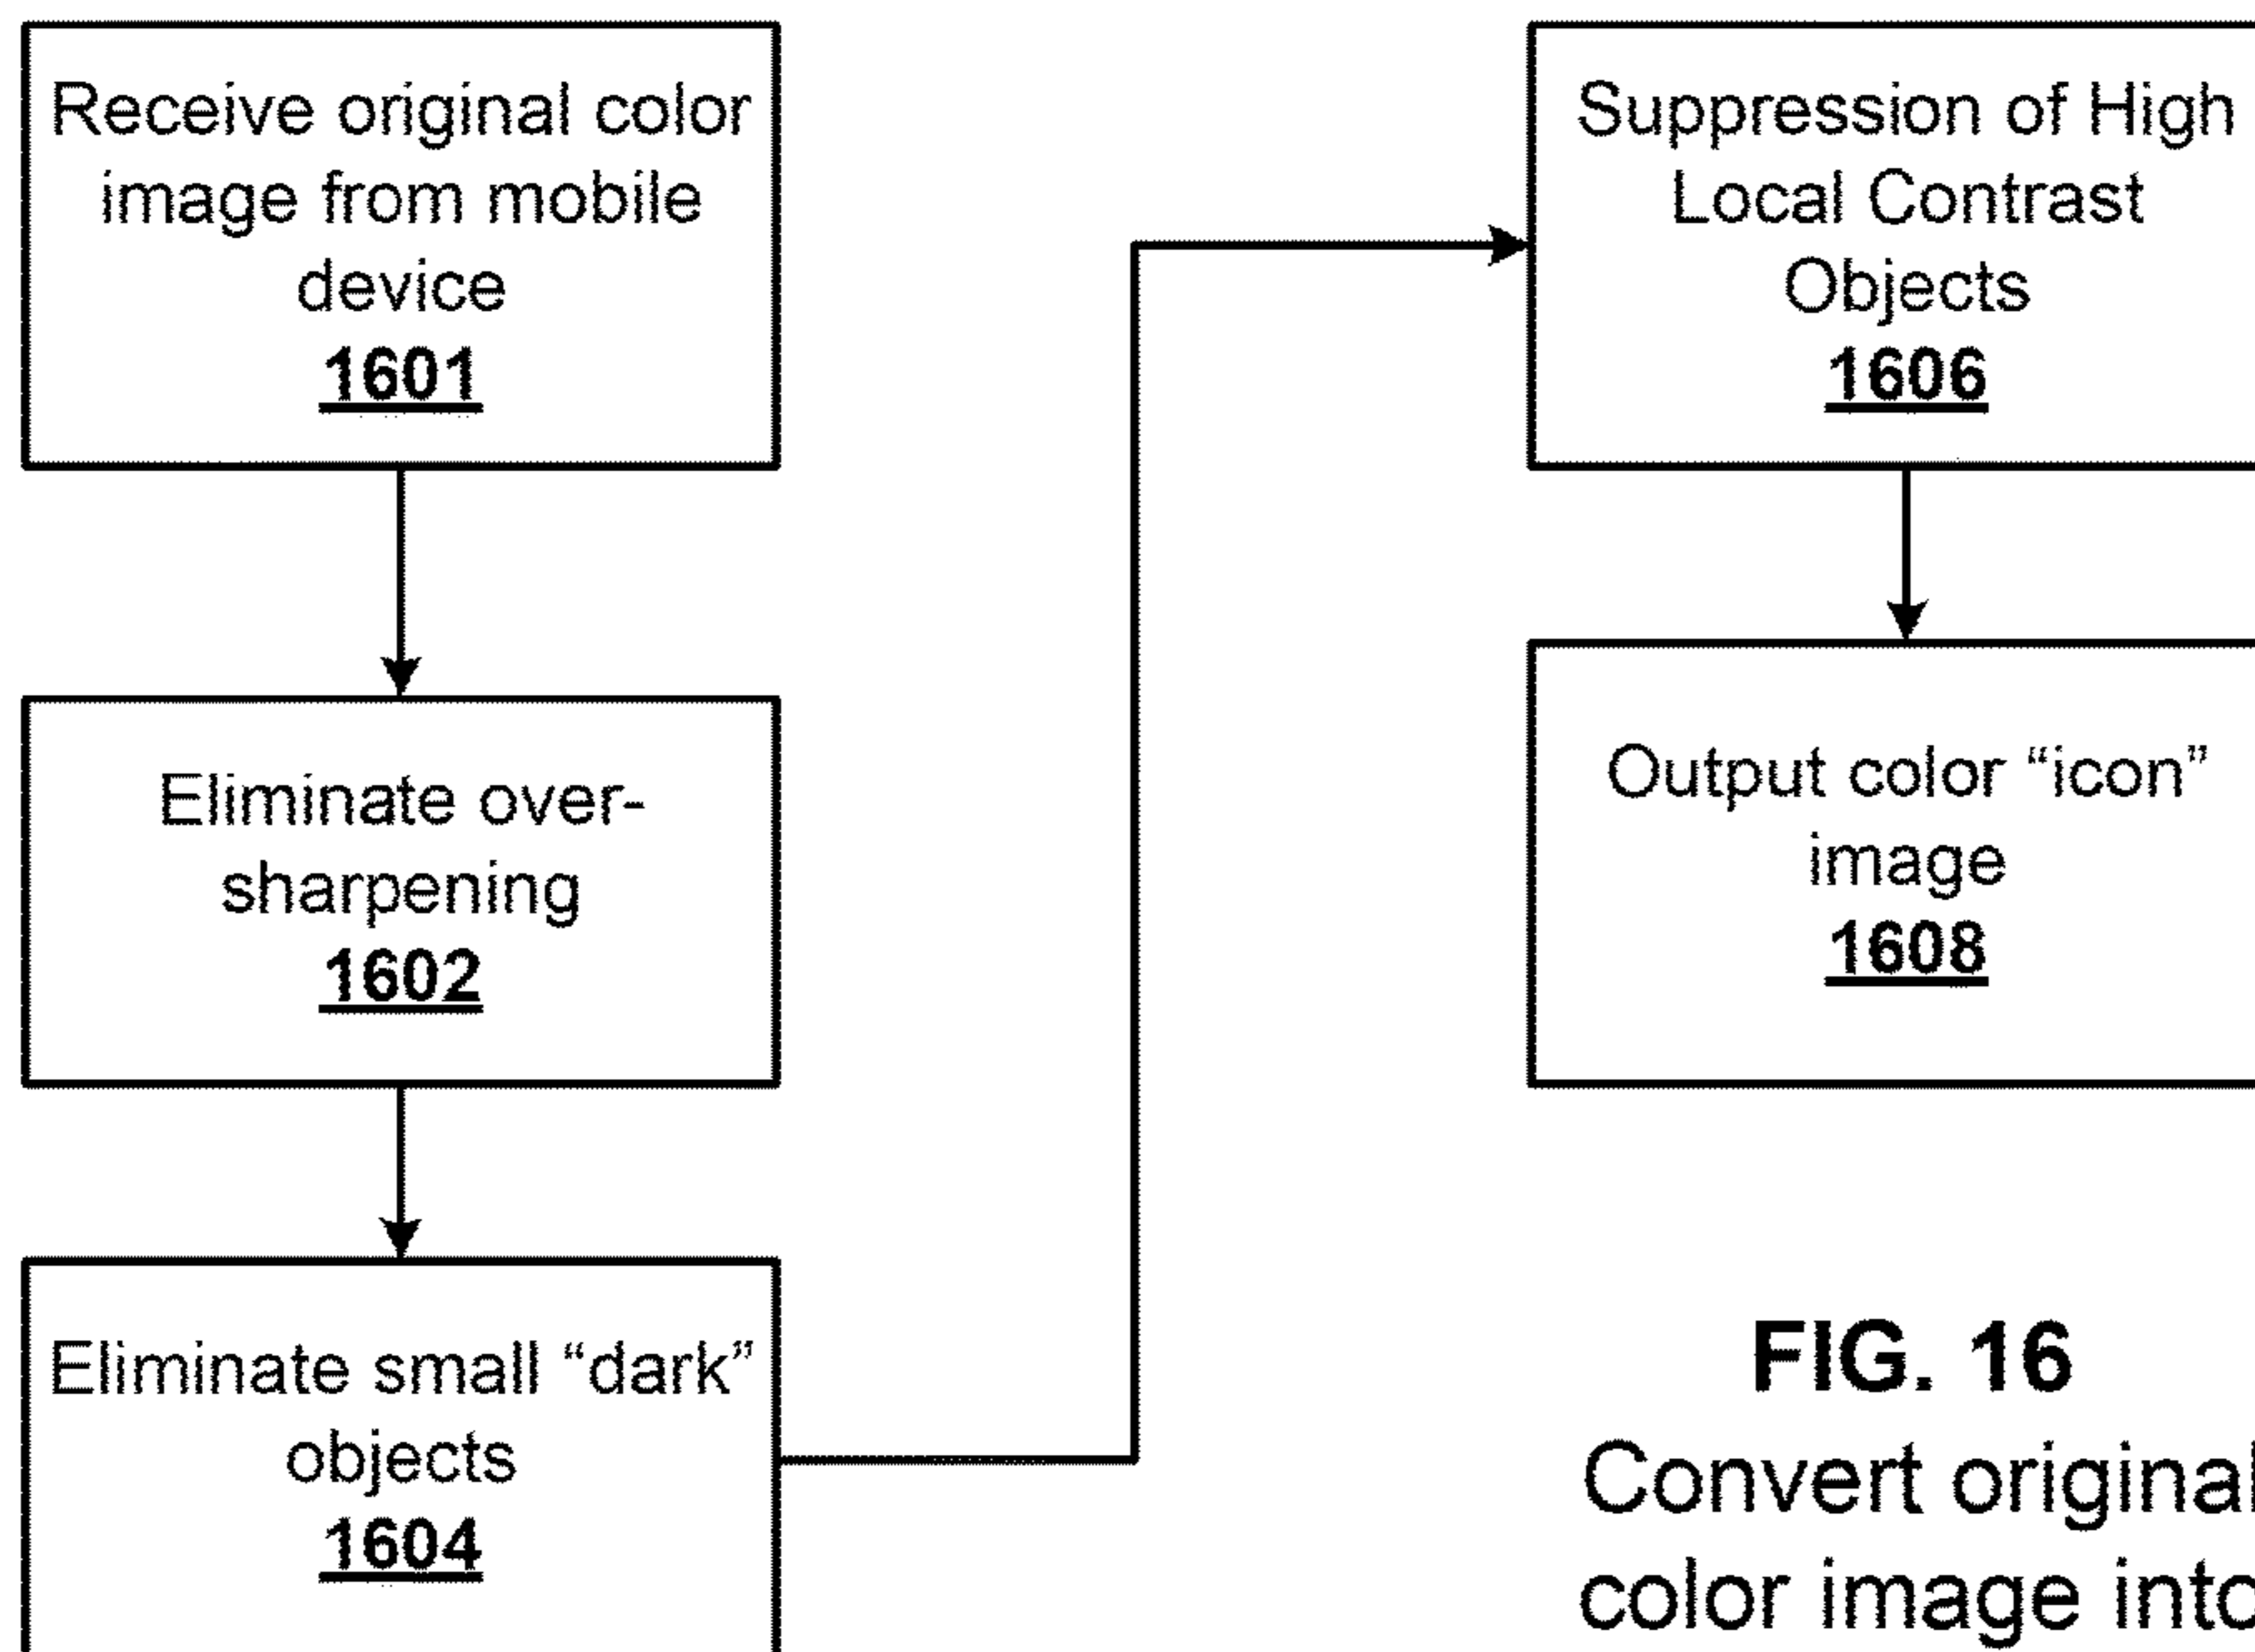 Receive original color
image from mobile
device
1601
Eliminate over-
sharpening
1602
Eliminate small “dark”
objects
1604
Suppression of High
Local Contrast
Objects
1606
Output color “icon”
image
1608
FIG. 16
Convert original
color image into